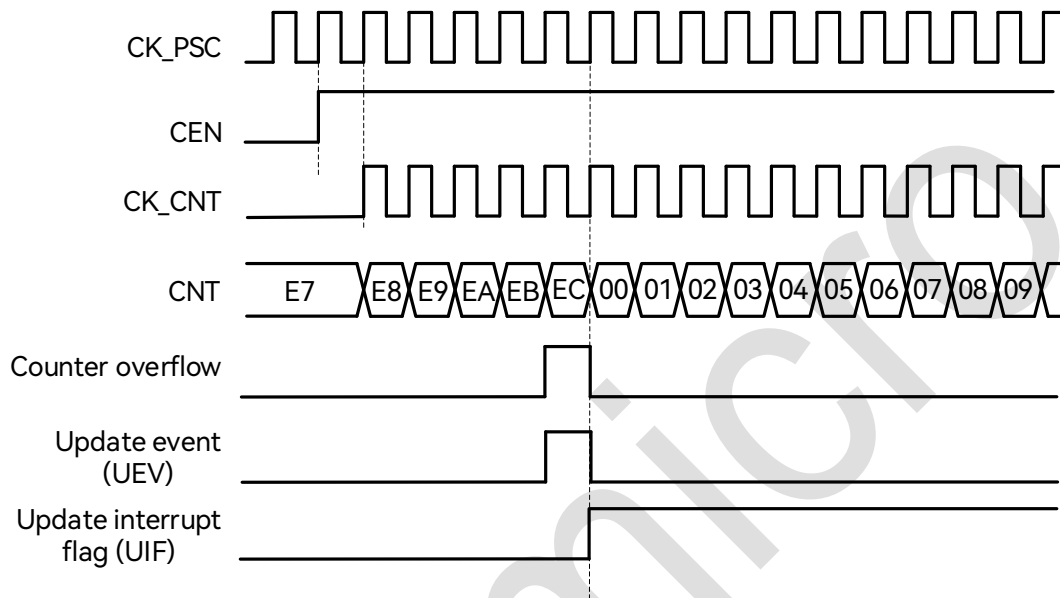 CK_PSC
CEN
CK_CNT
CNT E7 E8 E9 EA EB EC 00 01 02 03 04 05 06 07 08 09
Counter overflow
Update event
(UEV)
Update interrupt
flag (UIF)
micro